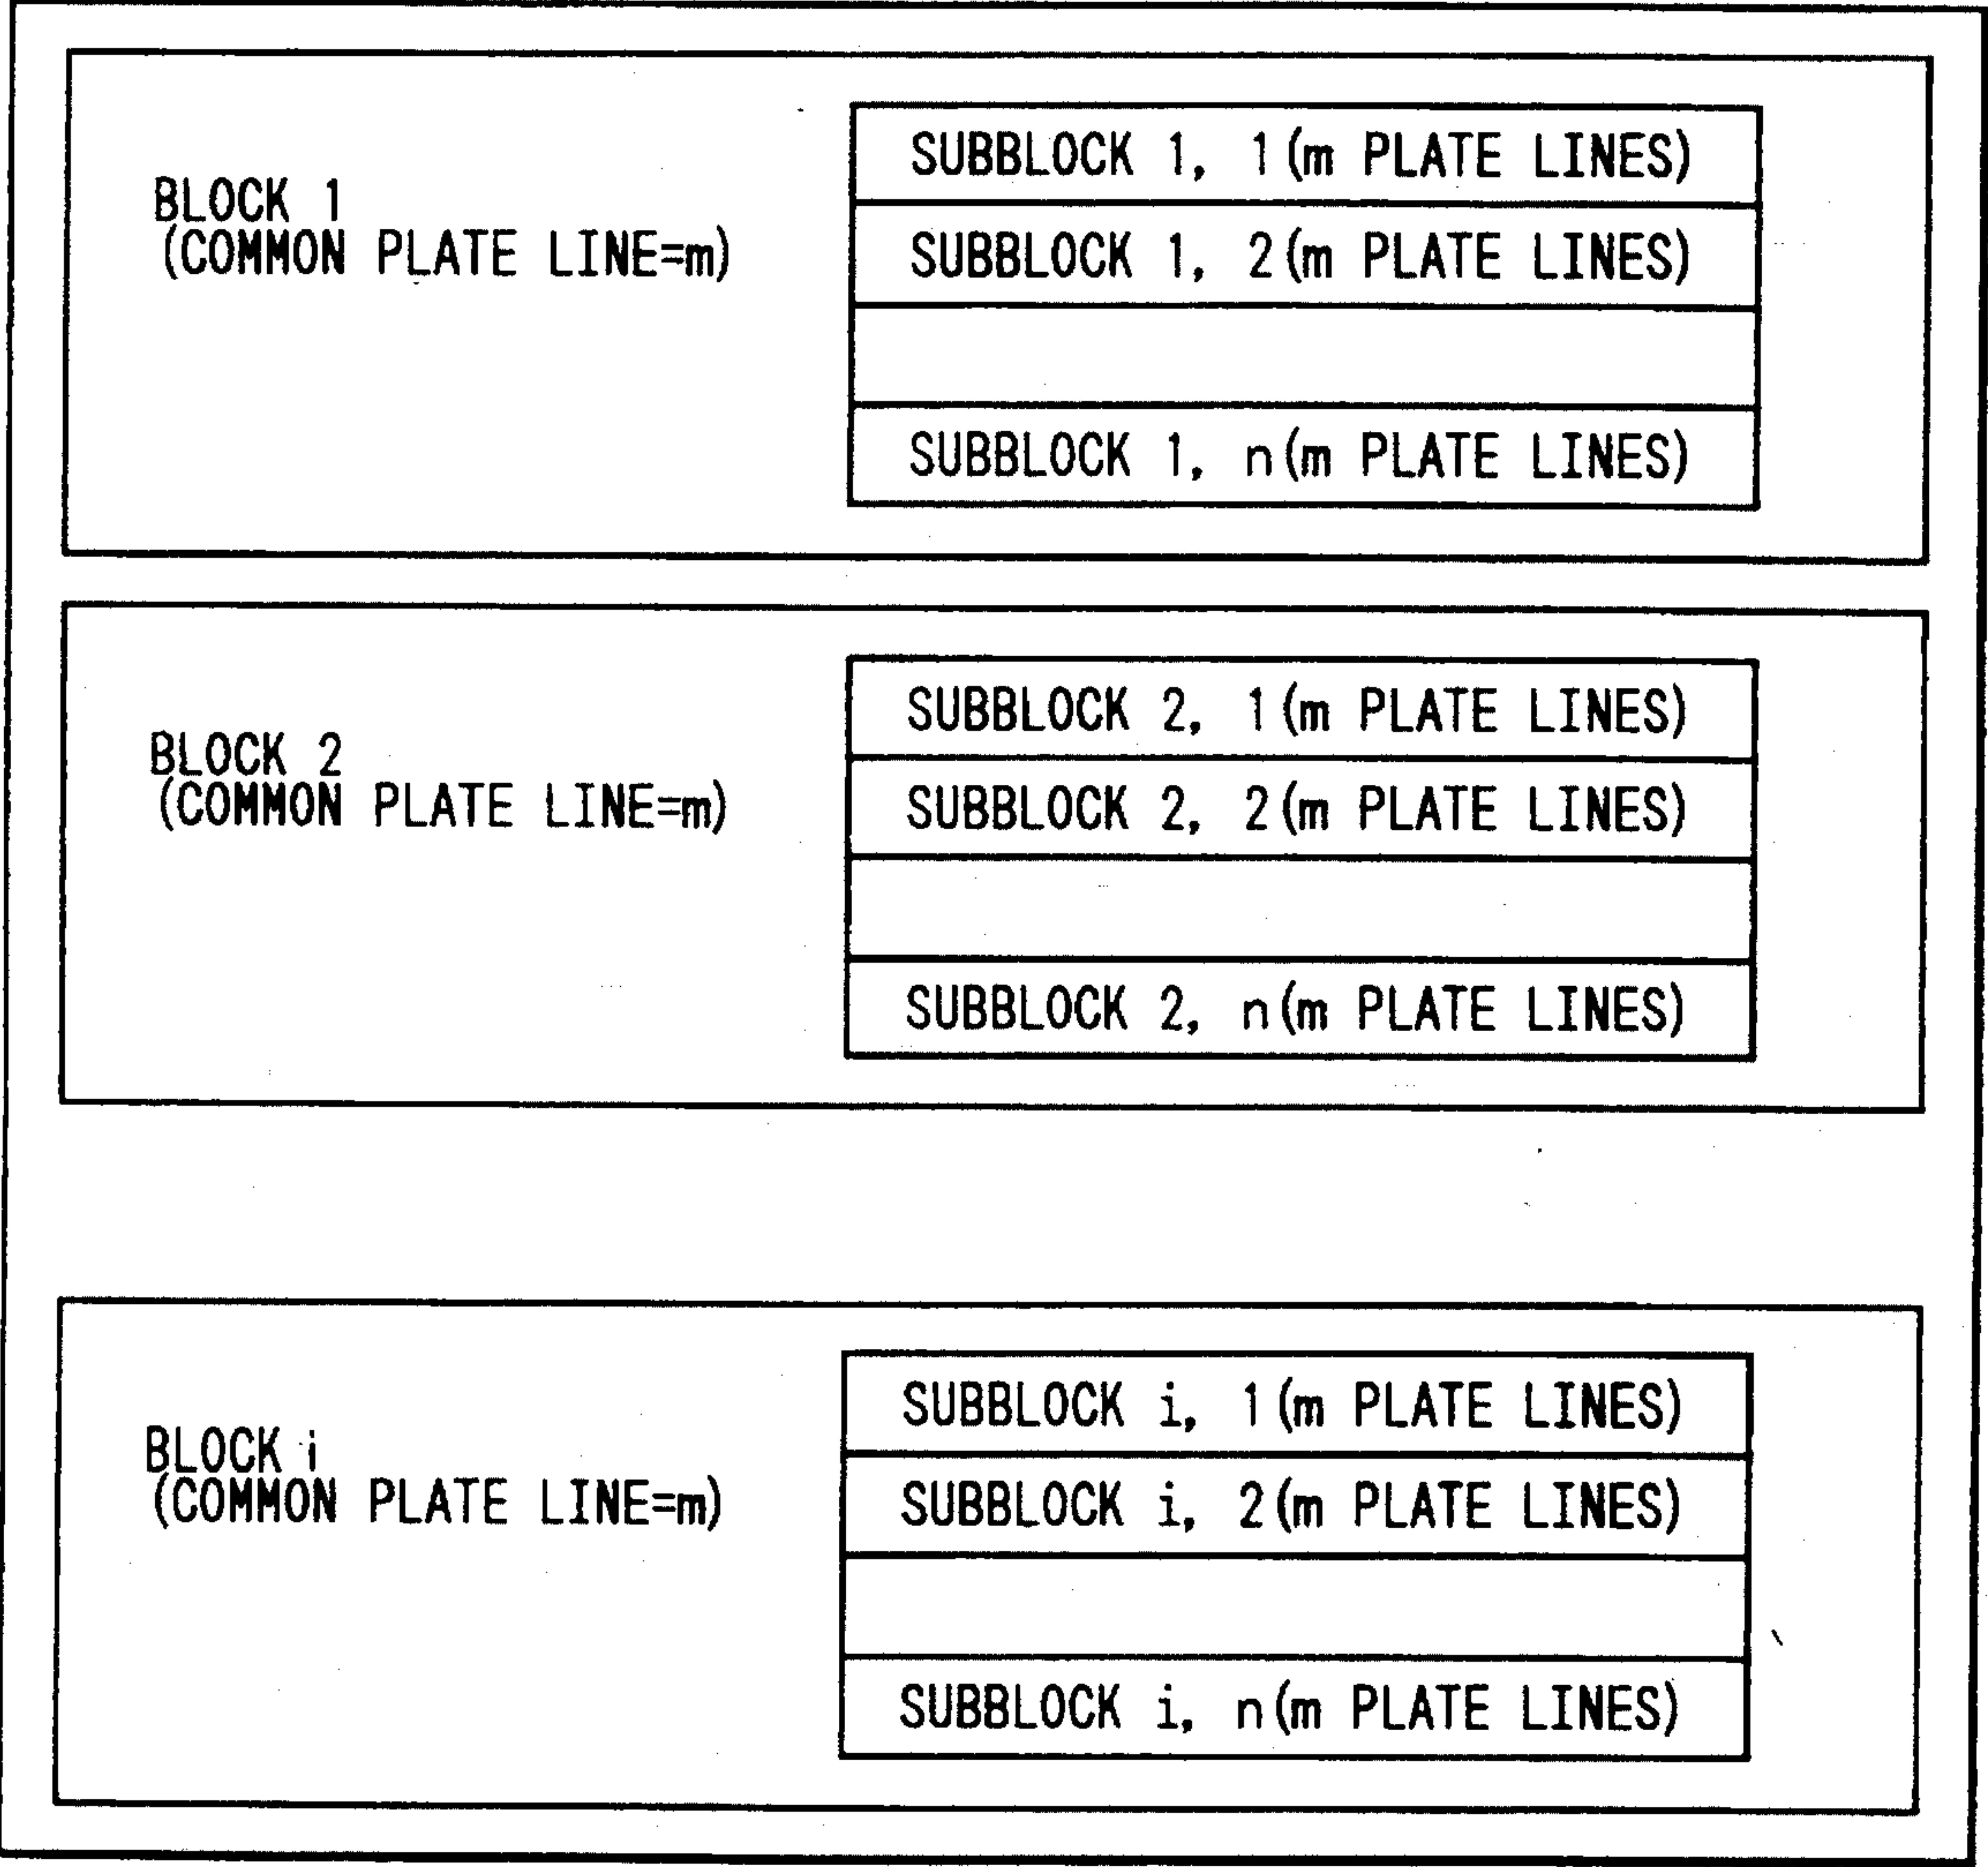 BLOCK 1
(COMMON PLATE LINE=m)
SUBBLOCK 1, 1(m PLATE LINES)
SUBBLOCK 1, 2(m PLATE LINES)
SUBBLOCK 1, n(m PLATE LINES)
BLOCK 2
(COMMON PLATE LINE=m)
SUBBLOCK 2, 1(m PLATE LINES)
SUBBLOCK 2, 2(m PLATE LINES)
SUBBLOCK 2, n(m PLATE LINES)
BLOCK i
(COMMON PLATE LINE=m)
SUBBLOCK i, 1(m PLATE LINES)
SUBBLOCK i, 2(m PLATE LINES)
SUBBLOCK i, n(m PLATE LINES)